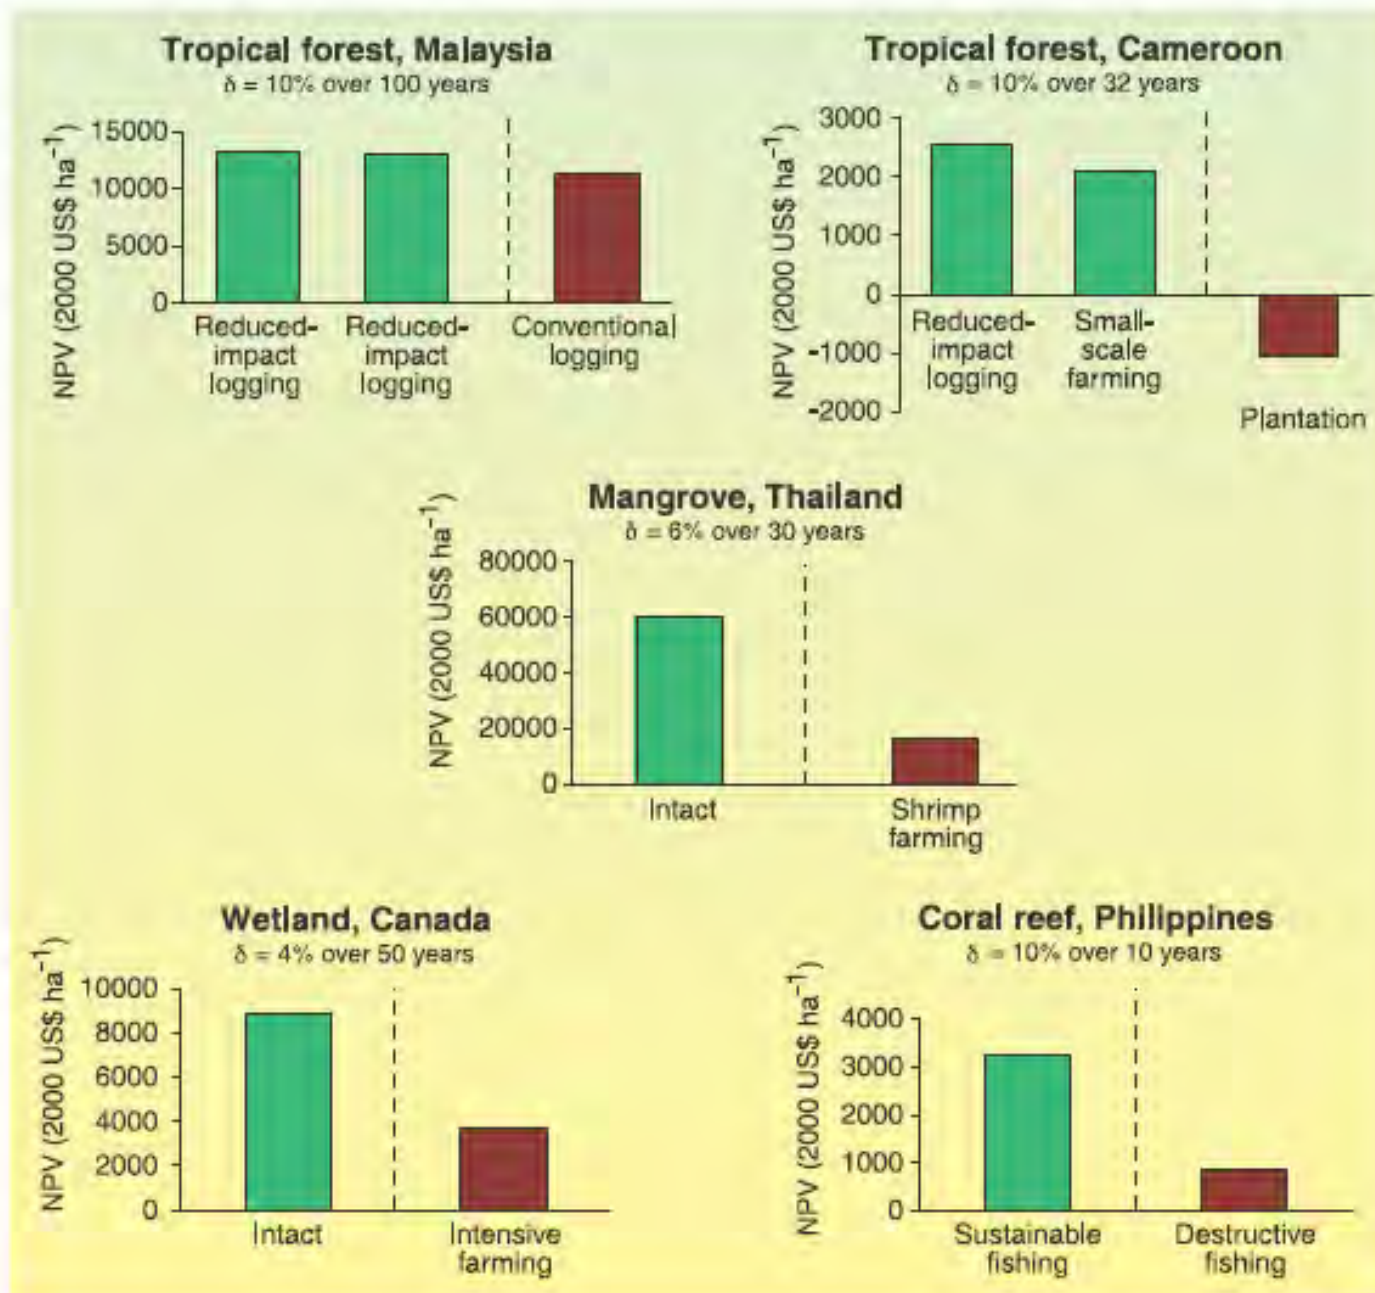 Tropical forest, Malaysia
δ = 10% over 100 years
NPV (2000 US$ ha⁻¹)
15000
10000
5000
0
Reduced-
impact
logging
Reduced-
impact
logging
Conventional
logging
Tropical forest, Cameroon
δ = 10% over 32 years
NPV (2000 US$ ha⁻¹)
3000
2000
1000
0
-1000
-2000
Reduced-
impact
logging
Small-
scale
farming
Plantation
Mangrove, Thailand
δ = 6% over 30 years
NPV (2000 US$ ha⁻¹)
80000
60000
40000
20000
0
Intact
Shrimp
farming
Wetland, Canada
δ = 4% over 50 years
NPV (2000 US$ ha⁻¹)
10000
8000
6000
4000
2000
0
Intact
Intensive
farming
Coral reef, Philippines
δ = 10% over 10 years
NPV (2000 US$ ha⁻¹)
4000
3000
2000
1000
0
Sustainable
fishing
Destructive
fishing